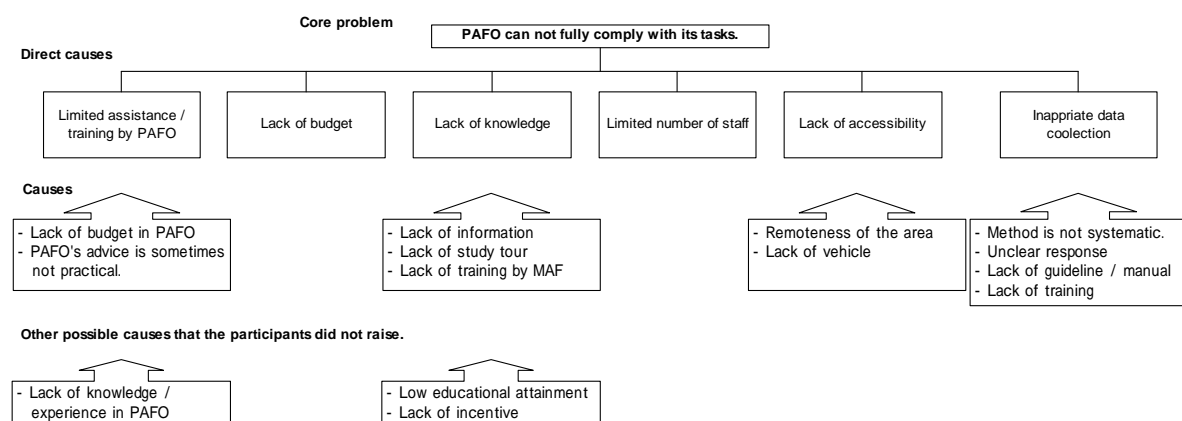 Core problem
PAFO can not fully comply with its tasks.
Direct causes
Limited assistance /
training by PAFO
Lack of budget
Lack of knowledge
Limited number of staff
Lack of accessibility
Inappriate data
coolection
Causes
- Lack of budget in PAFO
- PAFO's advice is sometimes
not practical.
- Lack of information
- Lack of study tour
- Lack of training by MAF
- Remoteness of the area
- Lack of vehicle
- Method is not systematic.
- Unclear response
- Lack of guideline / manual
- Lack of training
Other possible causes that the participants did not raise.
- Lack of knowledge /
experience in PAFO
- Low educational attainment
- Lack of incentive